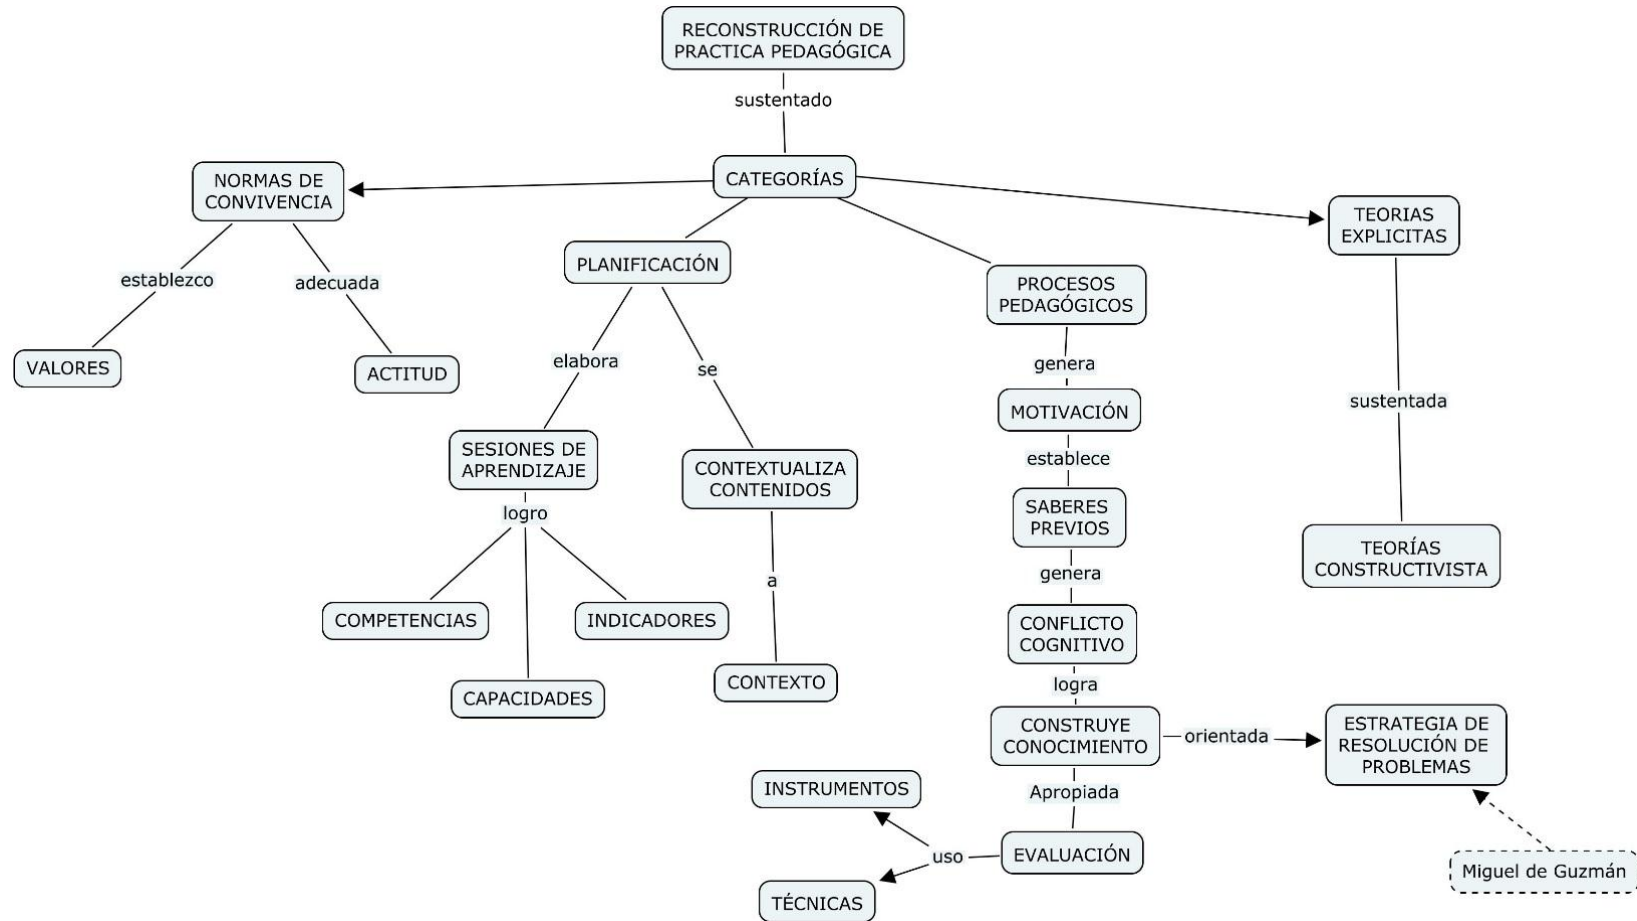 RECONSTRUCCIÓN DE
PRACTICA PEDAGÓGICA
sustentado
CATEGORÍAS
NORMAS DE
CONVIVENCIA
establezco
adecuada
VALORES
ACTITUD
PLANIFICACIÓN
elabora
se
SESIONES DE
APRENDIZAJE
logro
COMPETENCIAS
CAPACIDADES
INDICADORES
CONTEXTUALIZA
CONTENIDOS
a
CONTEXTO
PROCESOS
PEDAGÓGICOS
genera
MOTIVACIÓN
establece
SABERES
PREVIOS
genera
CONFLICTO
COGNITIVO
logra
CONSTRUYE
CONOCIMIENTO
orientada
ESTRATEGIA DE
RESOLUCIÓN DE
PROBLEMAS
Miguel de Guzmán
Apropiada
EVALUACIÓN
uso
INSTRUMENTOS
TÉCNICAS
TEORIAS
EXPLICITAS
sustentada
TEORÍAS
CONSTRUCTIVISTA